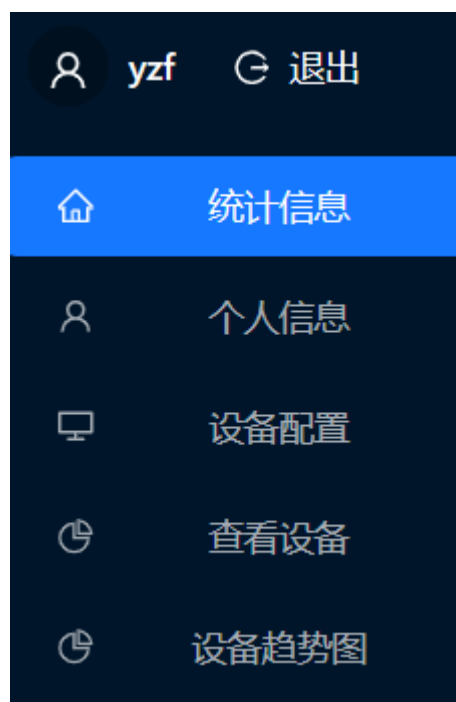 yzf 退出
统计信息
个人信息
设备配置
查看设备
设备趋势图